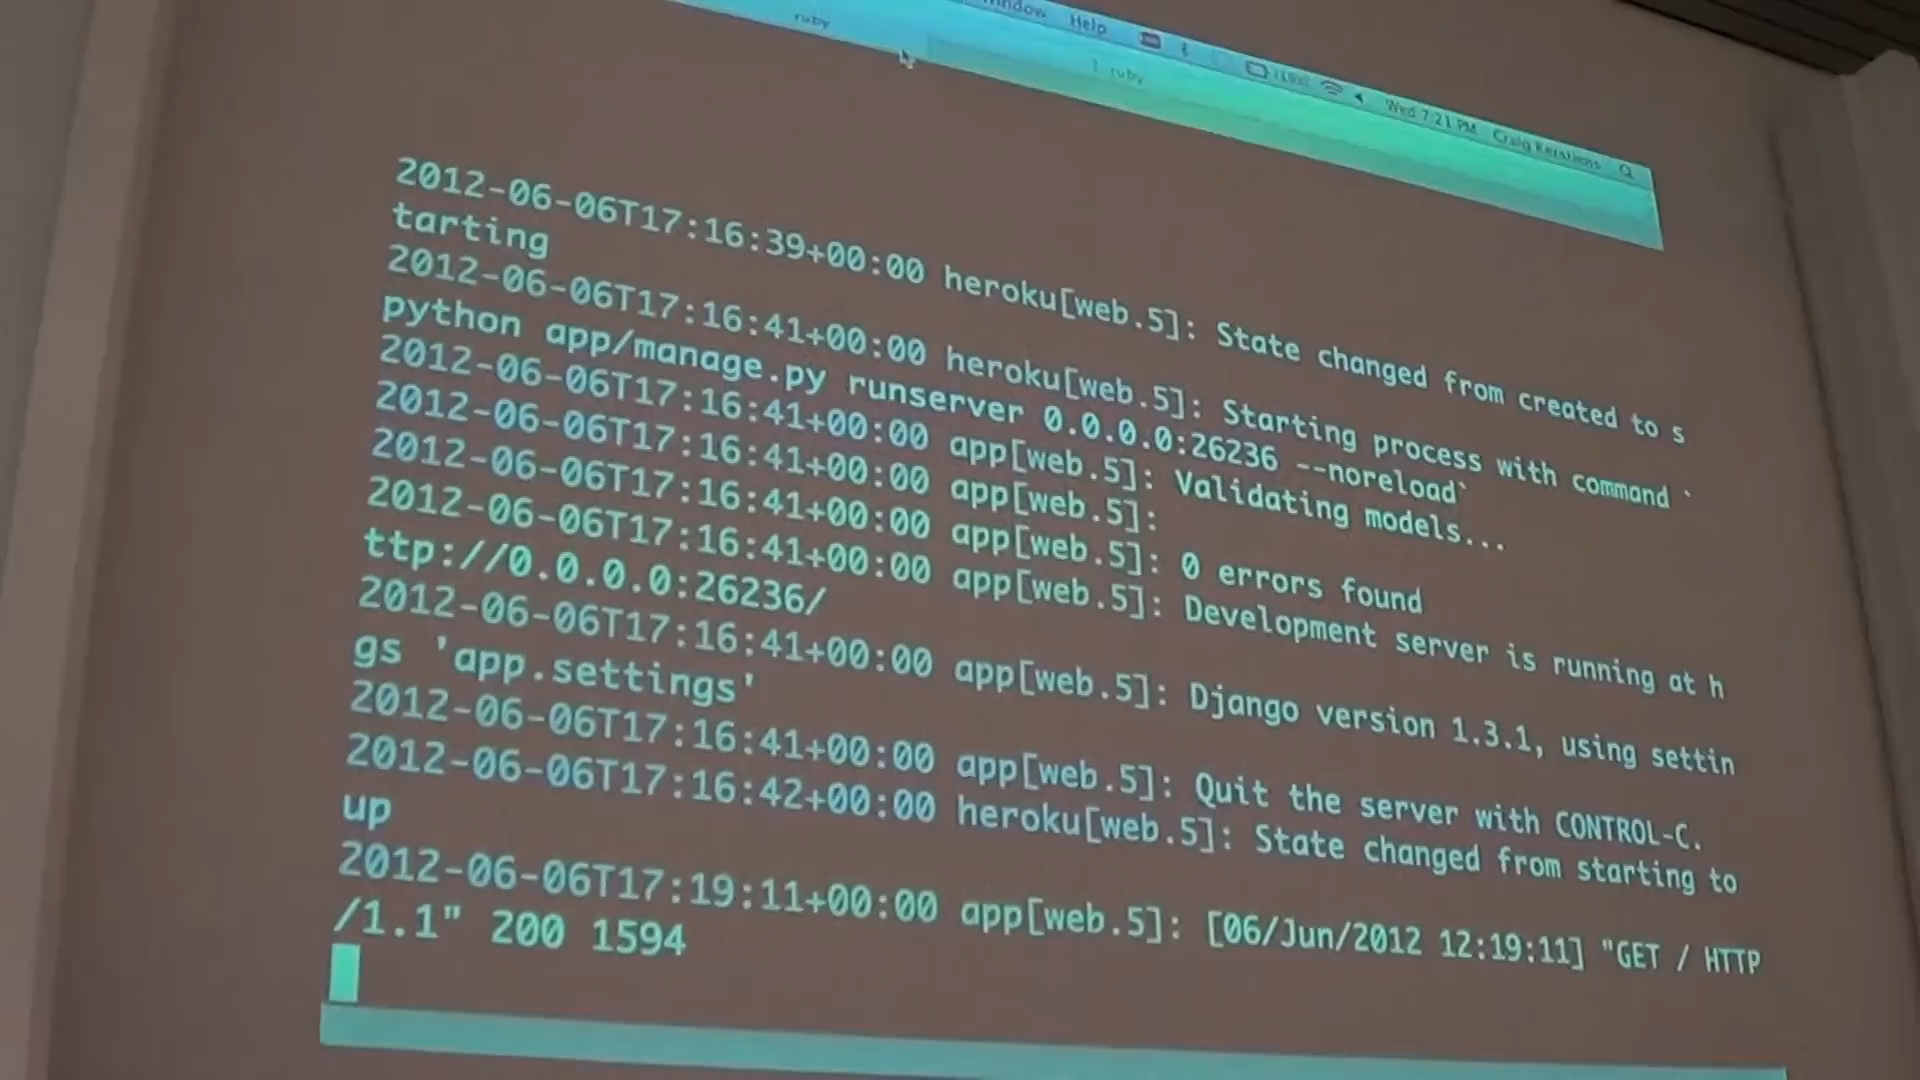 Window Help Wed 7:21 PM Craig Kerstiens
ruby
1 ruby
2012-06-06T17:16:39+00:00 heroku[web.5]: State changed from created to s
tarting
2012-06-06T17:16:41+00:00 heroku[web.5]: Starting process with command `
python app/manage.py runserver 0.0.0.0:26236 --noreload`
2012-06-06T17:16:41+00:00 app[web.5]: Validating models...
2012-06-06T17:16:41+00:00 app[web.5]:
2012-06-06T17:16:41+00:00 app[web.5]: 0 errors found
2012-06-06T17:16:41+00:00 app[web.5]: Development server is running at h
ttp://0.0.0.0:26236/
2012-06-06T17:16:41+00:00 app[web.5]: Django version 1.3.1, using settin
gs 'app.settings'
2012-06-06T17:16:41+00:00 app[web.5]: Quit the server with CONTROL-C.
2012-06-06T17:16:42+00:00 heroku[web.5]: State changed from starting to
up
2012-06-06T17:19:11+00:00 app[web.5]: [06/Jun/2012 12:19:11] "GET / HTTP
/1.1" 200 1594